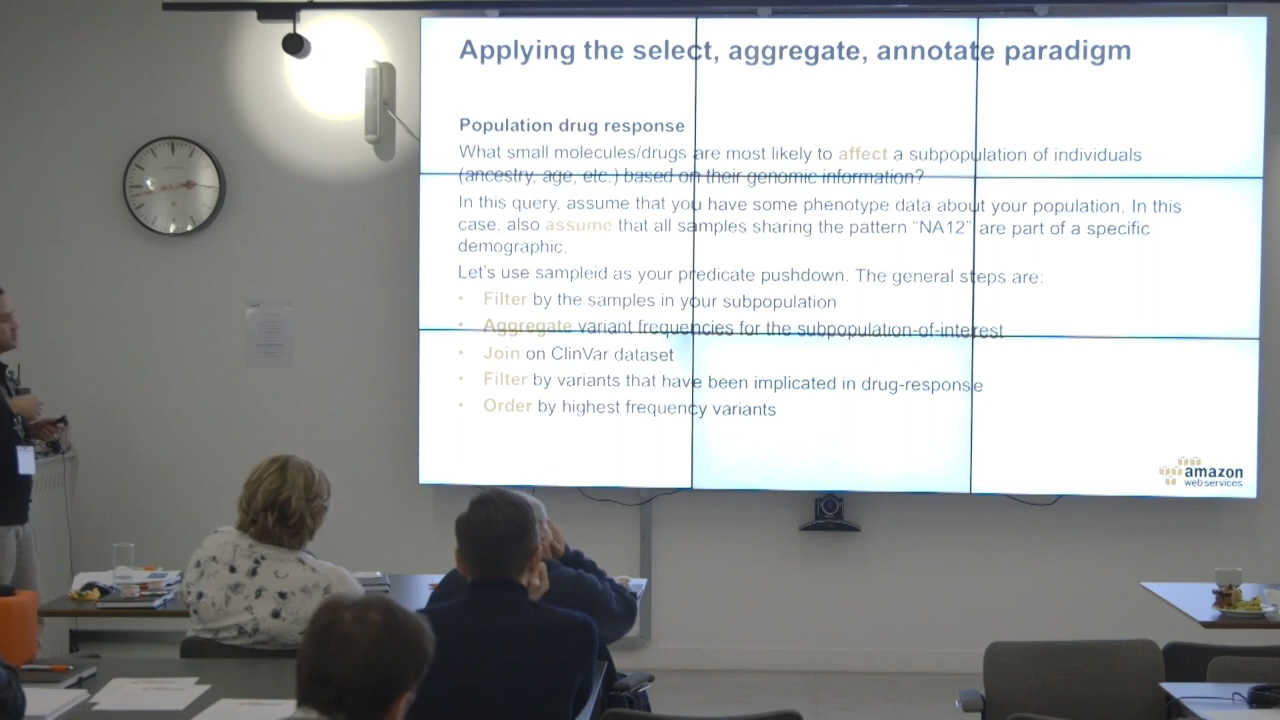 Applying the select, aggregate, annotate paradigm
Population drug response
What small molecules/drugs are most likely to affect a subpopulation of individuals
(ancestry, age, etc.) based on their genomic information?
In this query, assume that you have some phenotype data about your population. In this
case, also assume that all samples sharing the pattern "NA12" are part of a specific
demographic.
Let's use sampleid as your predicate pushdown. The general steps are:
• Filter by the samples in your subpopulation
• Aggregate variant frequencies for the subpopulation-of-interest
• Join on ClinVar dataset
• Filter by variants that have been implicated in drug-response
• Order by highest frequency variants
amazon
web services